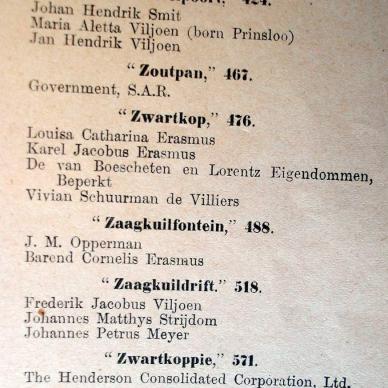 424.
Johan Hendrik Smit
Maria Aletta Viljoen (born Prinsloo)
Jan Hendrik Viljoen
“Zoutpan,” 467.
Government, S.A.R.
“Zwartkop,” 476.
Louisa Catharina Erasmus
Karel Jacobus Erasmus
De van Boescheten en Lorentz Eigendommen,
Beperkt
Vivian Schuurman de Villiers
“Zaagkuilfontein,” 488.
J. M. Opperman
Barend Cornelis Erasmus
“Zaagkuildrift.” 518.
Frederik Jacobus Viljoen
Johannes Matthys Strijdom
Johannes Petrus Meyer
“Zwartkoppie,” 571.
The Henderson Consolidated Corporation, Ltd.